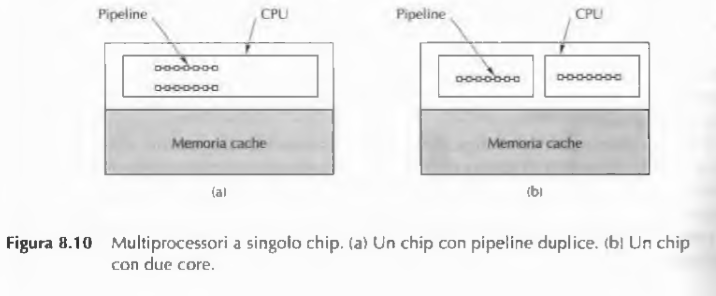 Pipeline CPU Pipeline CPU
Memoria cache Memoria cache
(a) (b)
Figura 8.10 Multiprocessori a singolo chip. (a) Un chip con pipeline duplice. (b) Un chip
con due core.